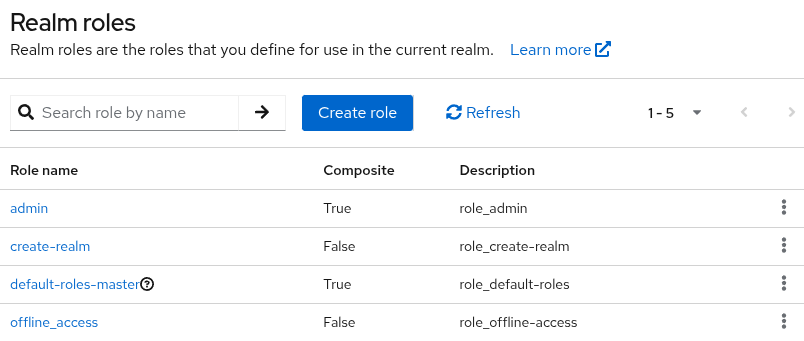 Realm roles
Realm roles are the roles that you define for use in the current realm. Learn more
Search role by name Create role Refresh 1 - 5
Role name Composite Description
admin True role_admin
create-realm False role_create-realm
default-roles-master True role_default-roles
offline_access False role_offline-access